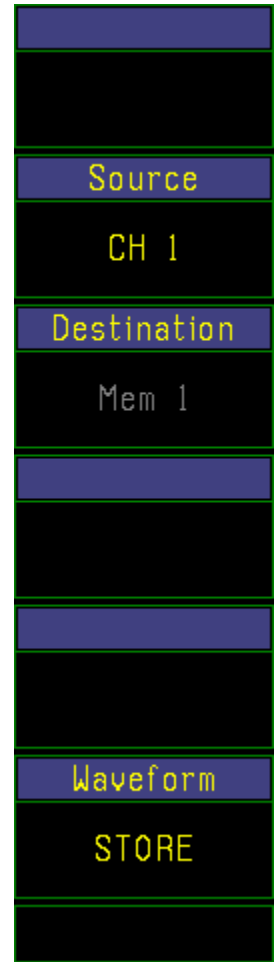 Source
CH 1
Destination
Mem 1
Waveform
STORE